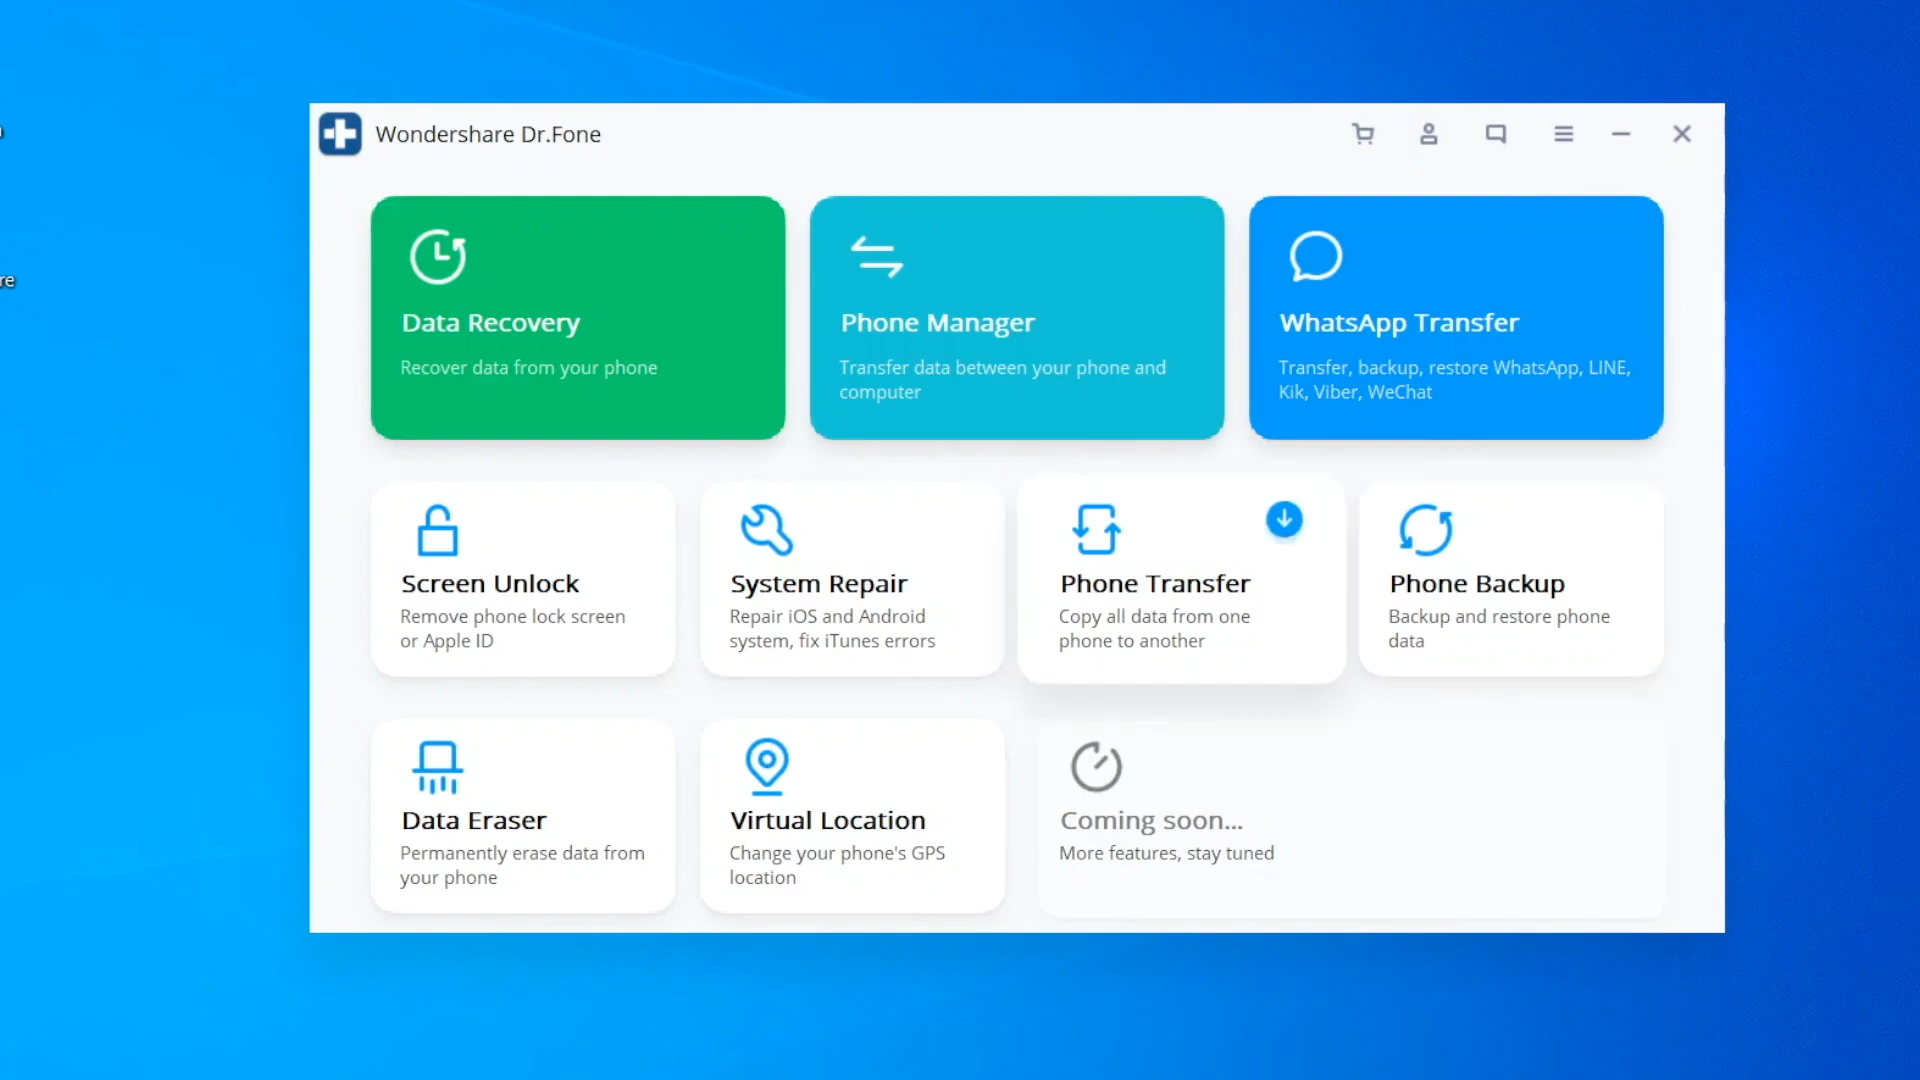 Wondershare Dr.Fone
Data Recovery
Recover data from your phone
Phone Manager
Transfer data between your phone and
computer
WhatsApp Transfer
Transfer, backup, restore WhatsApp, LINE,
Kik, Viber, WeChat
Screen Unlock
Remove phone lock screen
or Apple ID
System Repair
Repair iOS and Android
system, fix iTunes errors
Phone Transfer
Copy all data from one
phone to another
Phone Backup
Backup and restore phone
data
Data Eraser
Permanently erase data from
your phone
Virtual Location
Change your phone's GPS
location
Coming soon...
More features, stay tuned
re